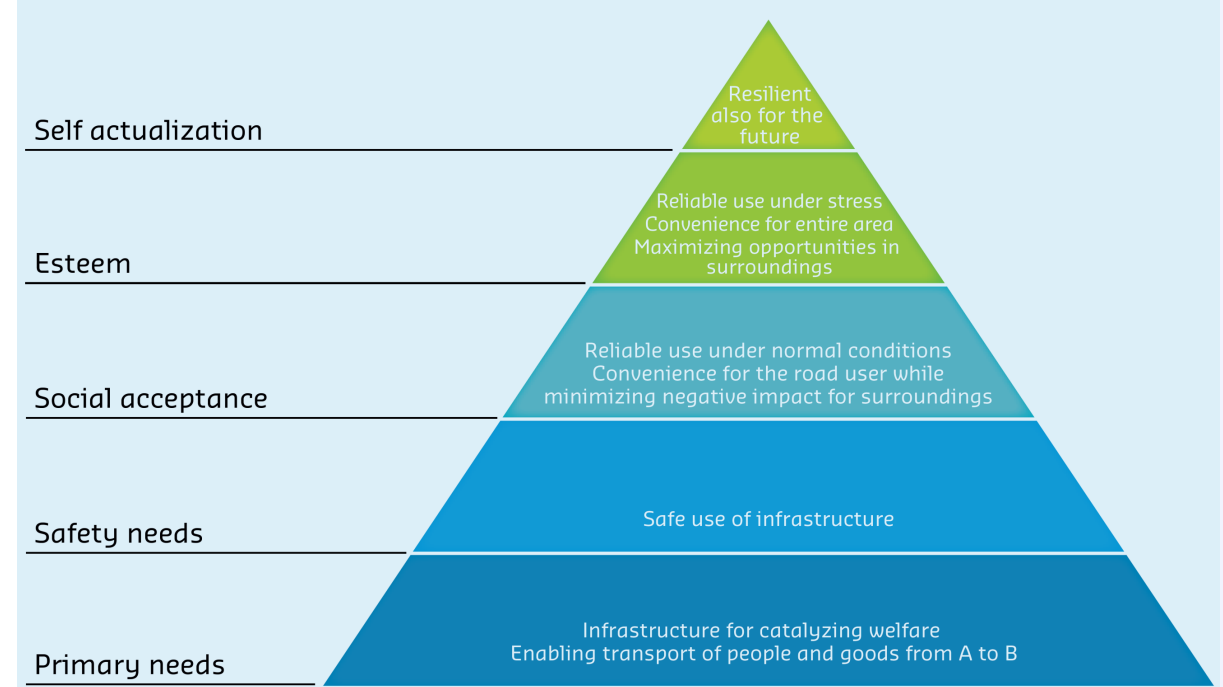 Resilient
also for the
future
Self actualization
Reliable use under stress
Convenience for entire area
Maximizing opportunities in
surroundings
Esteem
Reliable use under normal conditions
Convenience for the road user while
minimizing negative impact for surroundings
Social acceptance
Safe use of infrastructure
Safety needs
Infrastructure for catalyzing welfare
Enabling transport of people and goods from A to B
Primary needs